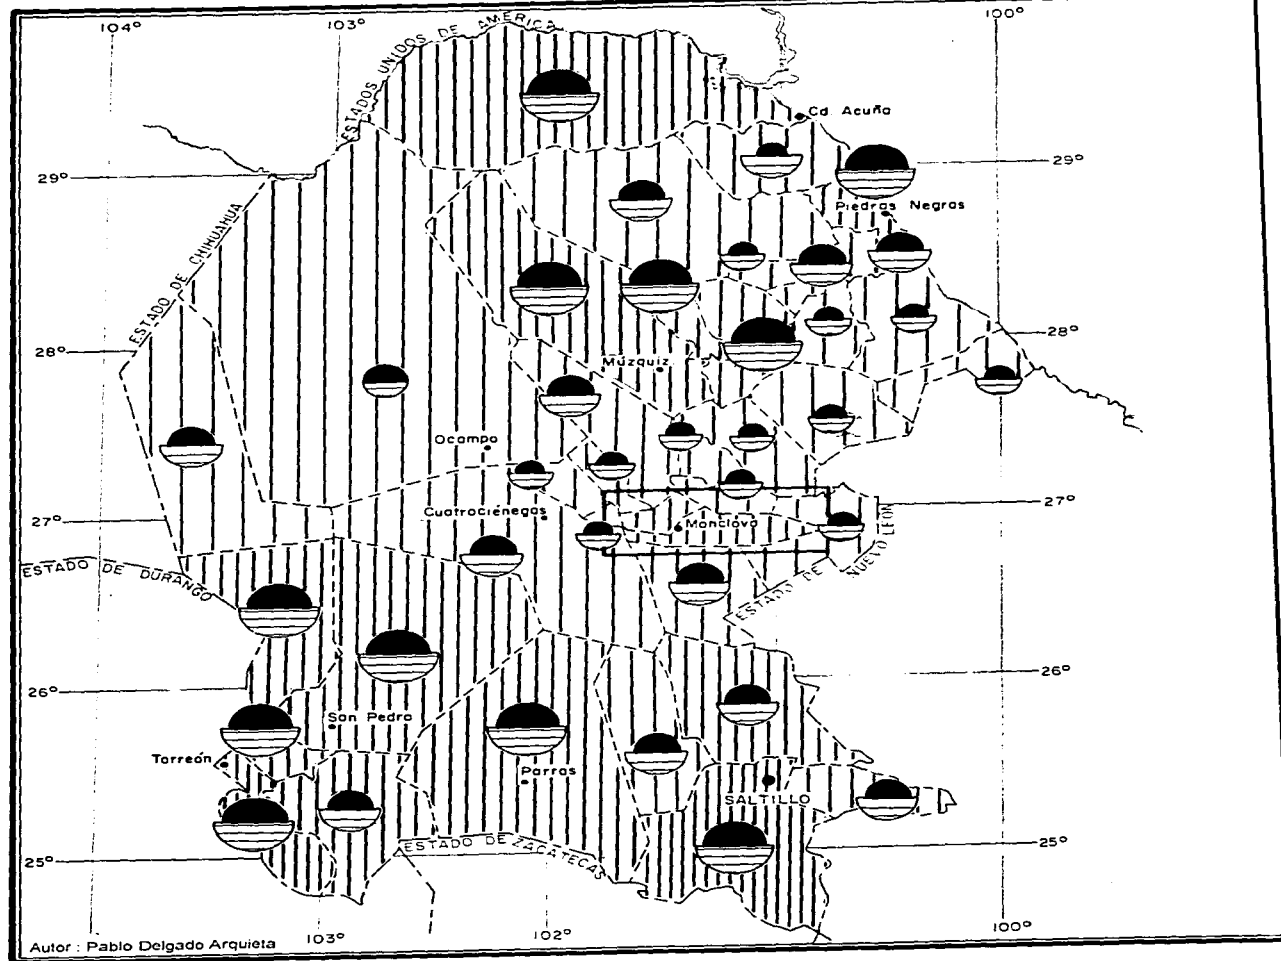 104° 103° 100°
ESTADOS UNIDOS DE AMERICA
Cd. Acuña
29° 29°
Piedras Negras
ESTADO DE CHIHUAHUA
28° 28°
Múzquiz
Ocampo
27° 27°
Cuatrociénegas
Monclova
ESTADO DE NUEVO LEON
ESTADO DE DURANGO
26° 26°
San Pedro
Torreón
Parras
SALTILLO
25° 25°
ESTADO DE ZACATECAS
Autor : Pablo Delgado Arquieta
103° 102° 100°